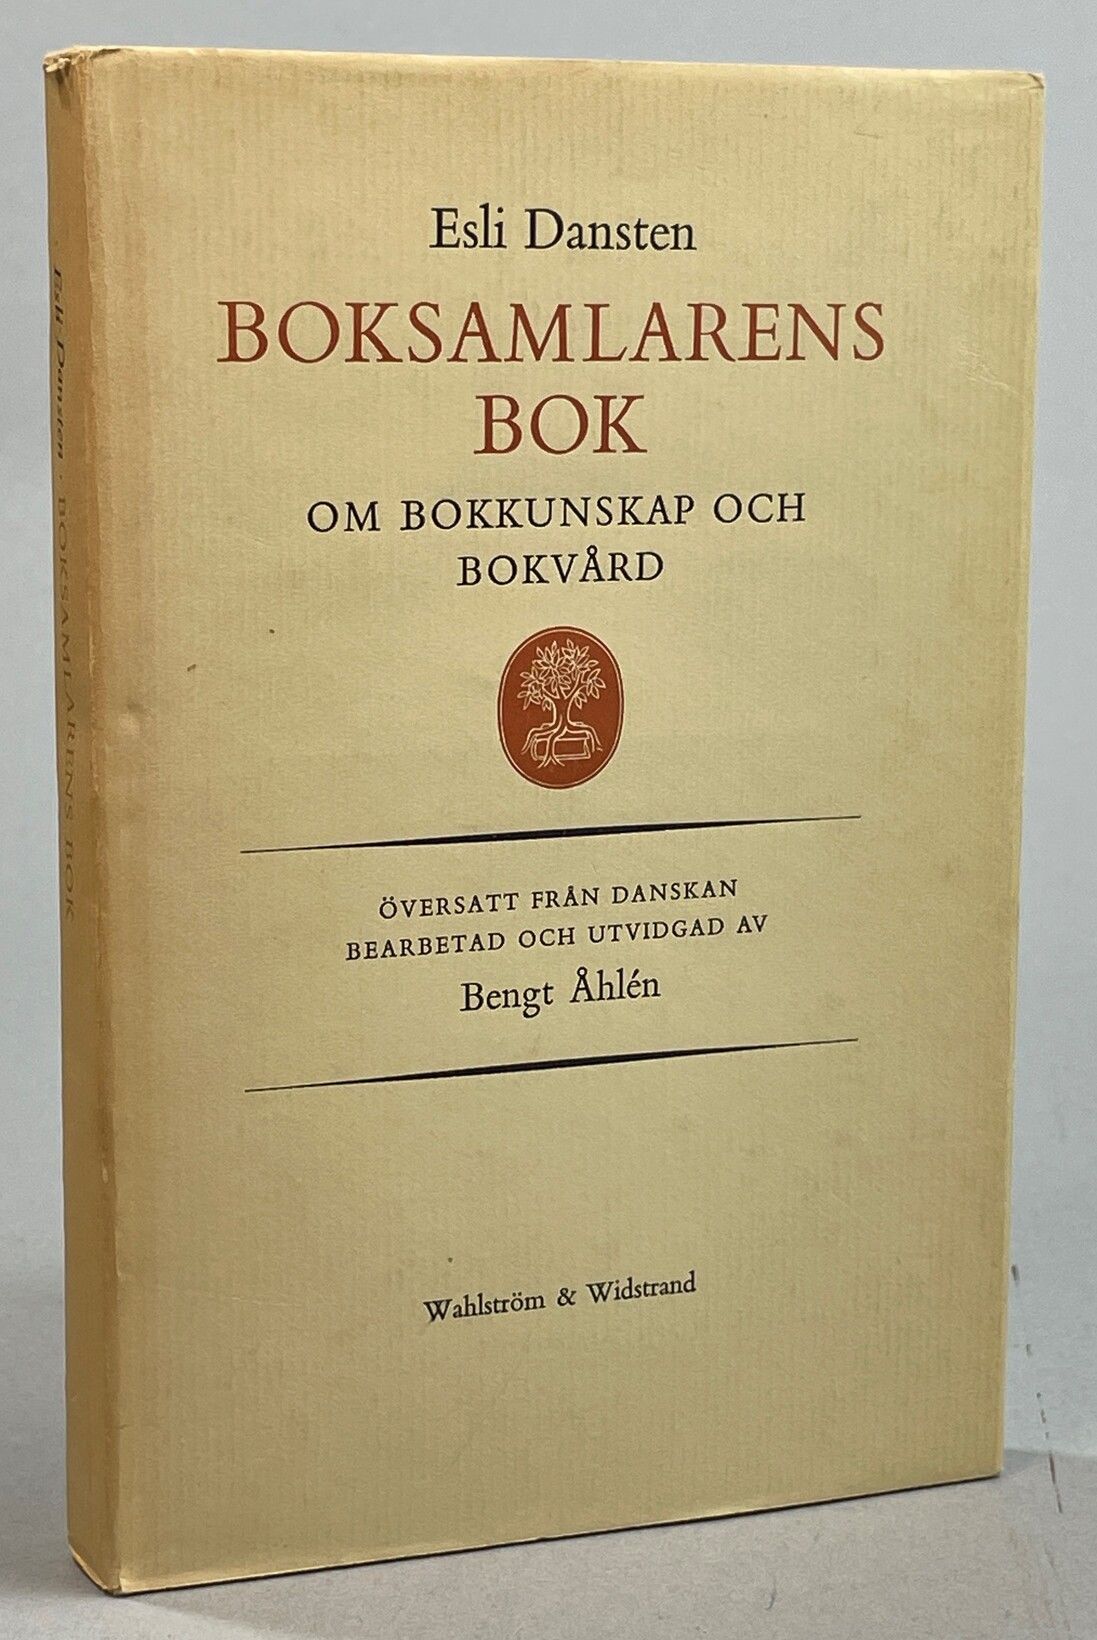 Esli Dansten
BOKSAMLARENS
BOK
OM BOKKUNSKAP OCH
BOKVÅRD
ÖVERSATT FRÅN DANSKAN
BEARBETAD OCH UTVIDGAD AV
Bengt Åhlén
Wahlström & Widstrand
Esli Dansten · BOKSAMLARENS BOK